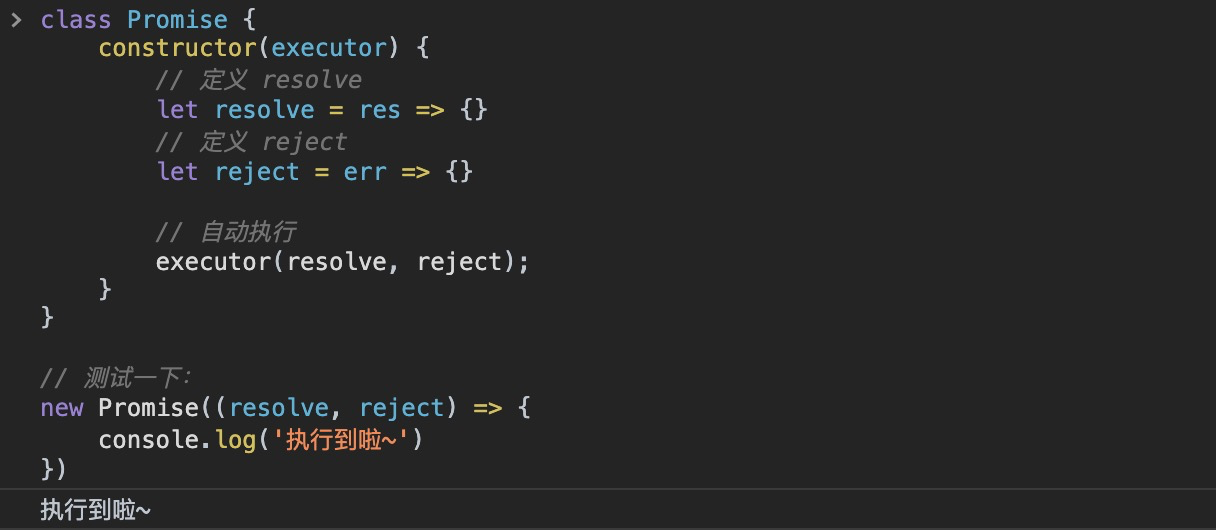 > class Promise {
    constructor(executor) {
        // 定义 resolve
        let resolve = res => {}
        // 定义 reject
        let reject = err => {}

        // 自动执行
        executor(resolve, reject);
    }
}

// 测试一下：
new Promise((resolve, reject) => {
    console.log('执行到啦~')
})
执行到啦~